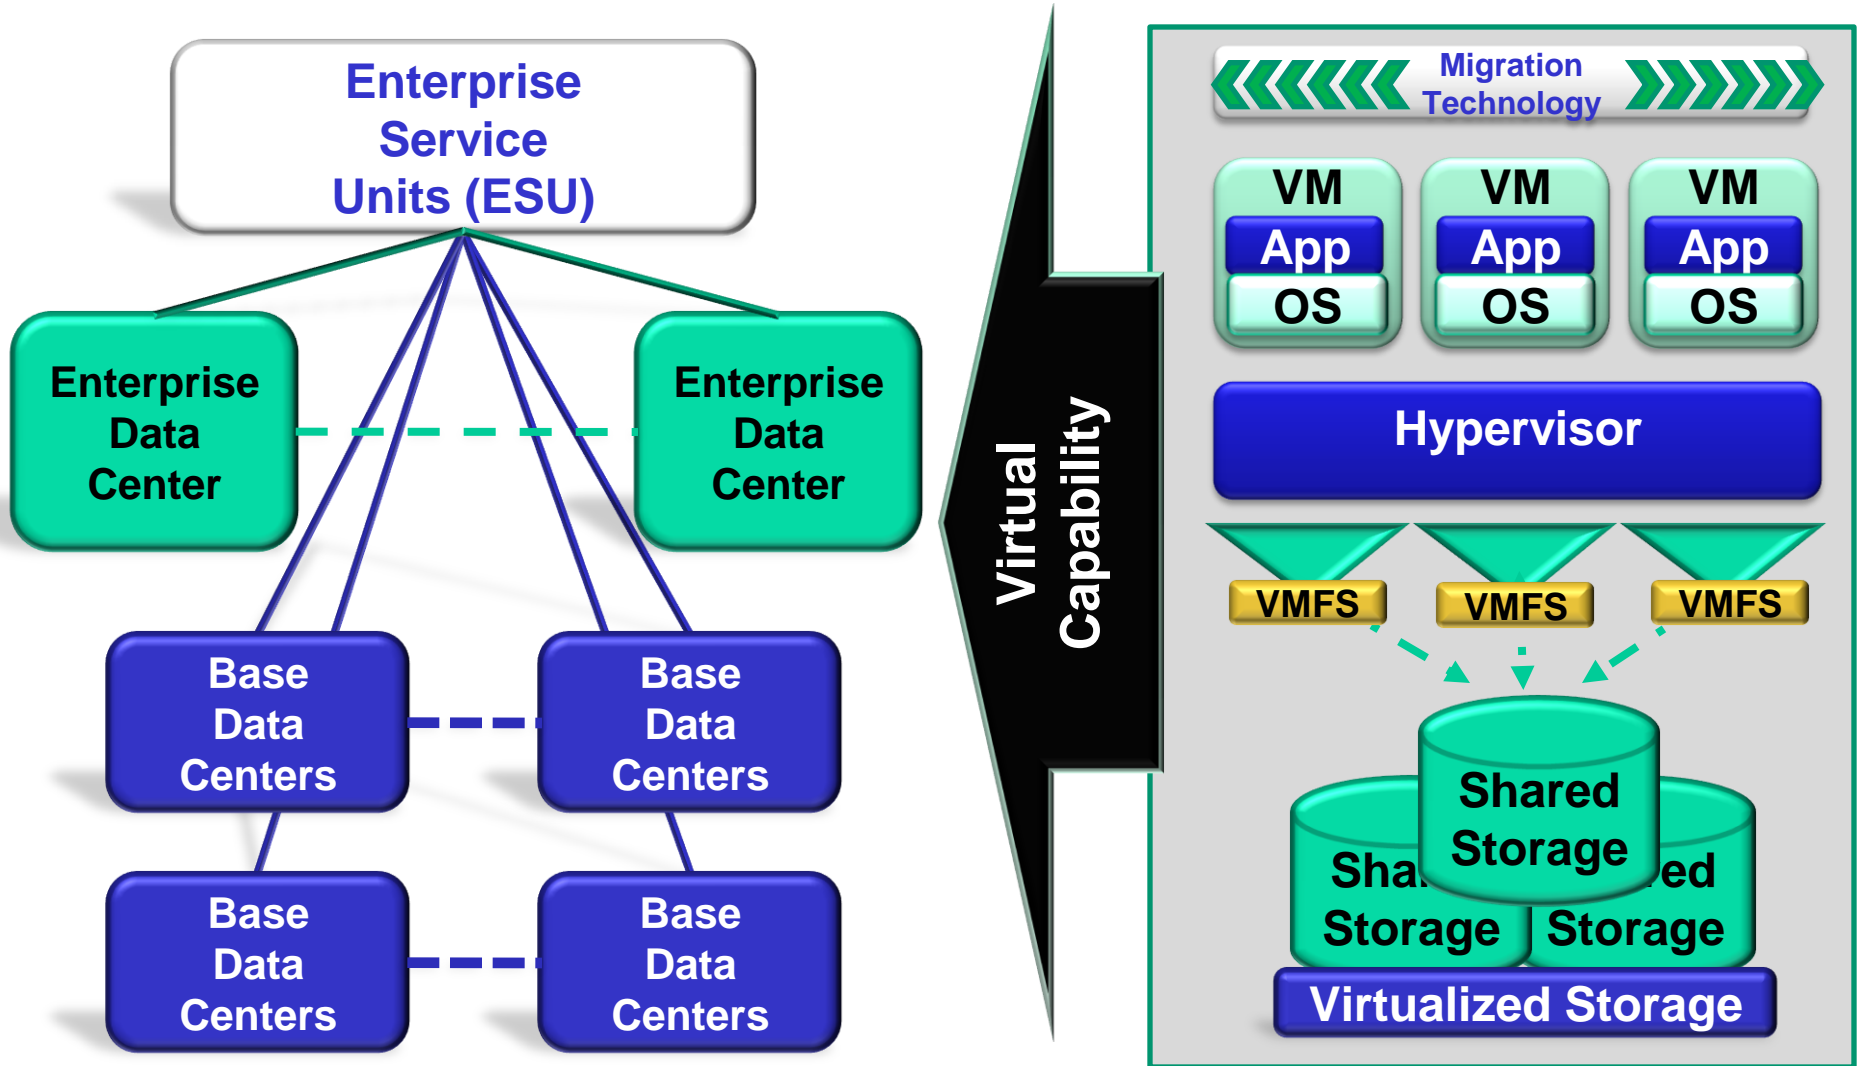 Enterprise
Service
Units (ESU)
Enterprise
Data
Center
Enterprise
Data
Center
Base
Data
Centers
Base
Data
Centers
Base
Data
Centers
Base
Data
Centers
Virtual
Capability
Migration
Technology
VM
App
OS
VM
App
OS
VM
App
OS
Hypervisor
VMFS
VMFS
VMFS
Shared
Storage
Sha
Storage
red
Storage
Virtualized Storage